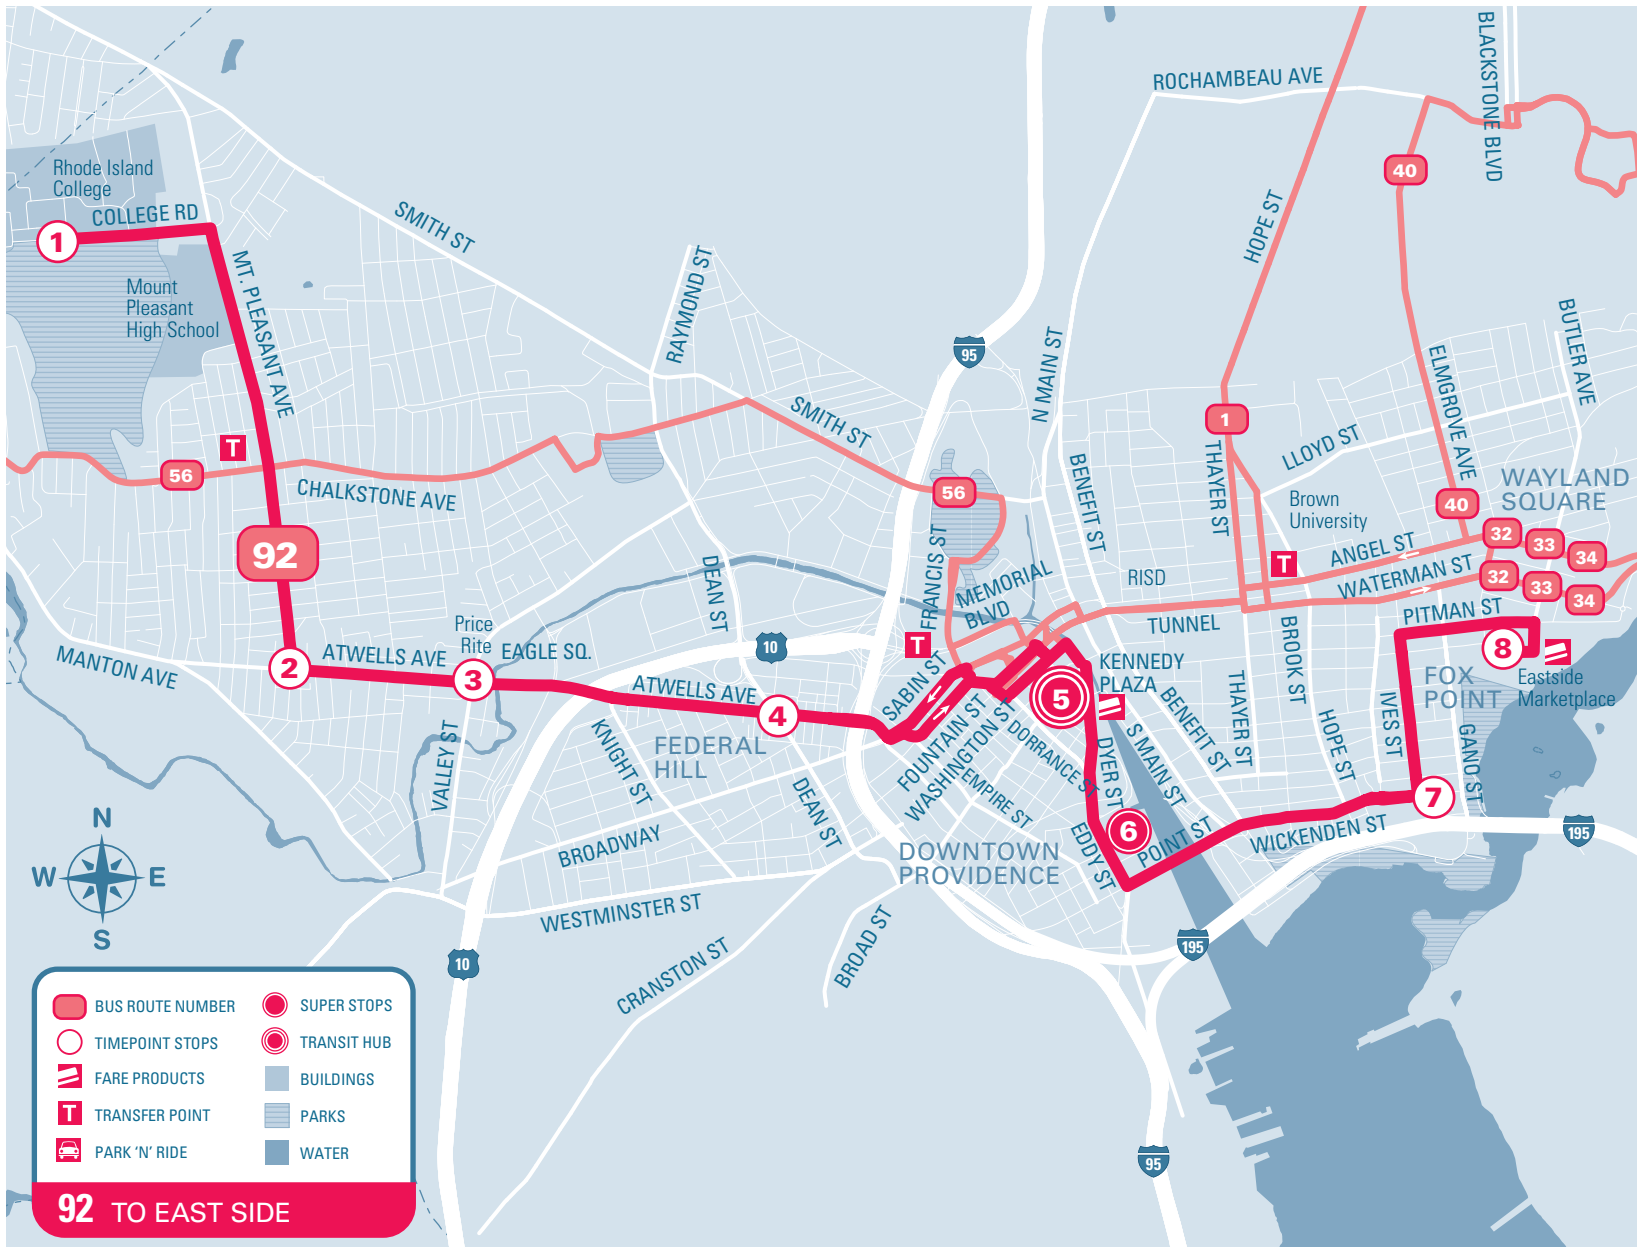 BLACKSTONE BLVD
ROCHAMBEAU AVE
Rhode Island
College
COLLEGE RD
1
SMITH ST
40
HOPE ST
MT. PLEASANT AVE
Mount
Pleasant
High School
RAYMOND ST
95
N MAIN ST
BUTLER AVE
ELMGROVE AVE
SMITH ST
1
LLOYD ST
THAYER ST
T
56
CHALKSTONE AVE
56
BENEFIT ST
Brown
University
WAYLAND
SQUARE
40
32
33
34
92
DEAN ST
FRANCIS ST
MEMORIAL
BLVD
RISD
T
ANGEL ST
WATERMAN ST
32
33
34
PITMAN ST
TUNNEL
BROOK ST
Price
Rite
EAGLE SQ.
ATWELLS AVE
MANTON AVE
2
3
10
T
SABIN ST
KENNEDY
PLAZA
8
Eastside
Marketplace
FOX
POINT
ATWELLS AVE
4
5
THAYER ST
BENEFIT ST
HOPE ST
IVES ST
GANO ST
VALLEY ST
KNIGHT ST
FEDERAL
HILL
FOUNTAIN ST
WASHINGTON ST
DORRANCE ST
EMPIRE ST
DYER ST
S MAIN ST
DEAN ST
7
6
EDDY ST
POINT ST
WICKENDEN ST
195
BROADWAY
DOWNTOWN
PROVIDENCE
WESTMINSTER ST
CRANSTON ST
BROAD ST
195
10
95
N
W
E
S
BUS ROUTE NUMBER
TIMEPOINT STOPS
FARE PRODUCTS
T
TRANSFER POINT
PARK ‘N’ RIDE
SUPER STOPS
TRANSIT HUB
BUILDINGS
PARKS
WATER
92 TO EAST SIDE